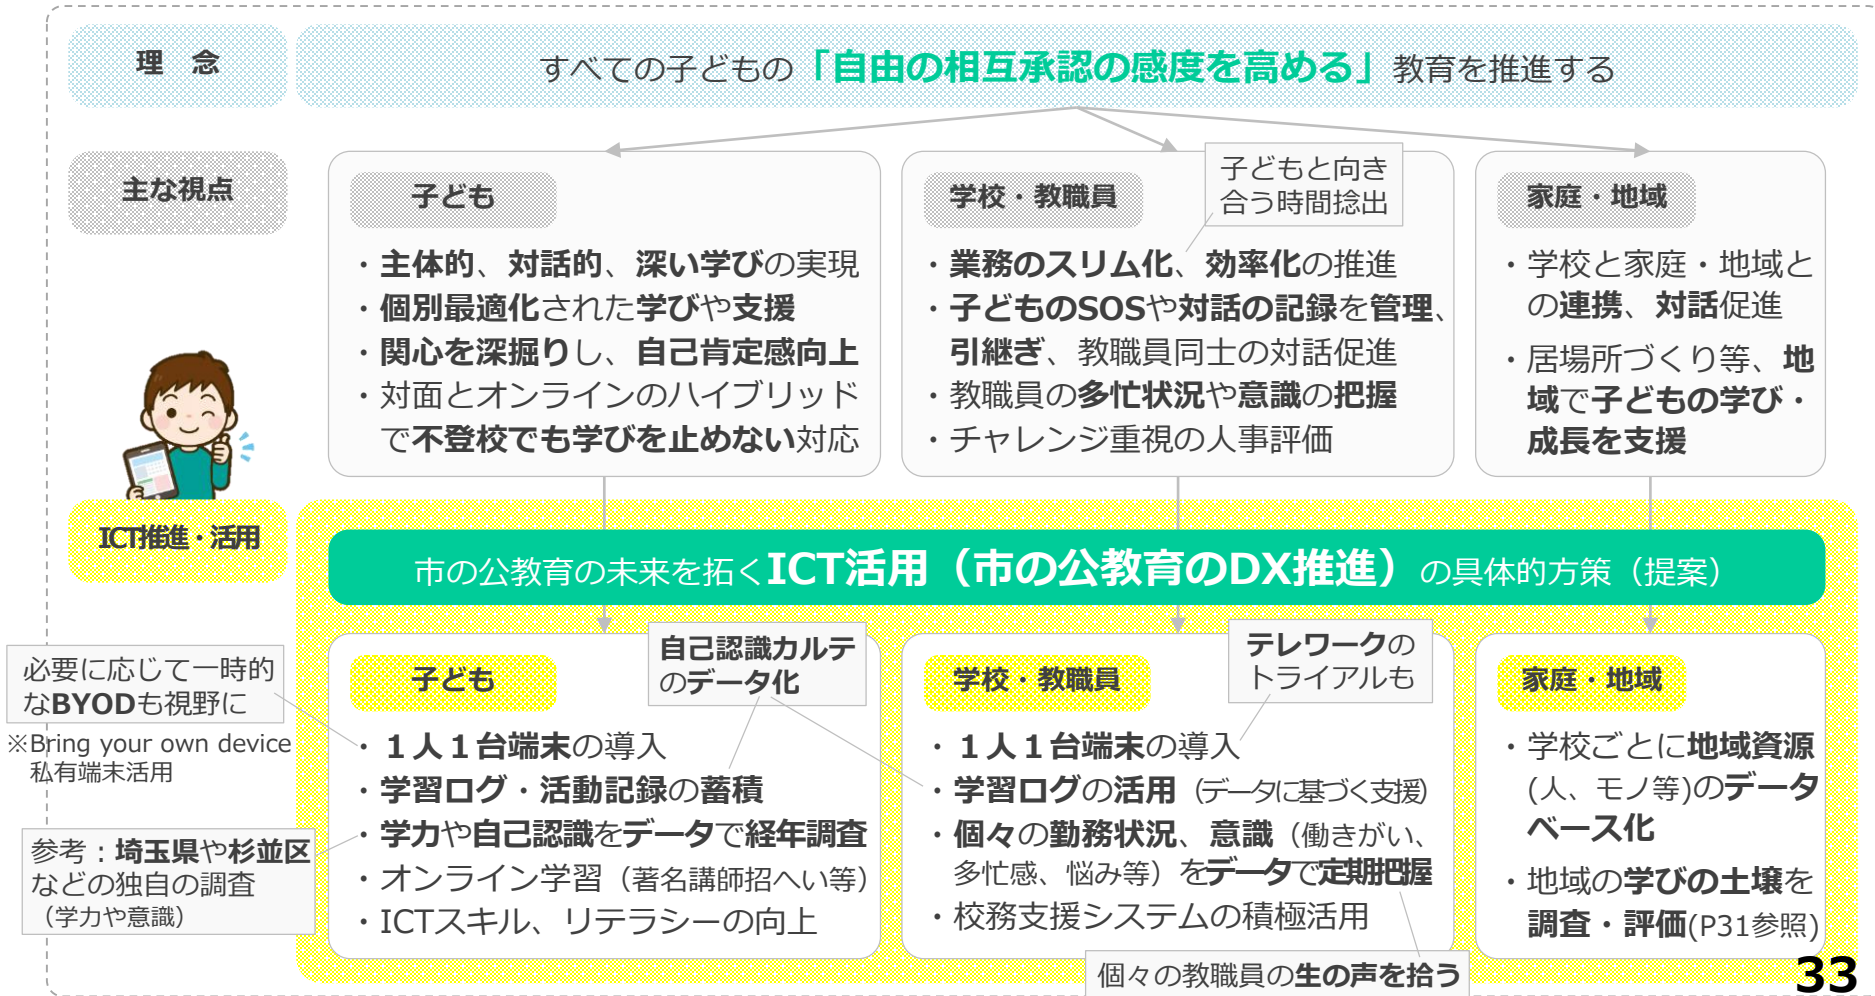 理　念
すべての子どもの「自由の相互承認の感度を高める」教育を推進する
主な視点
子ども
・主体的、対話的、深い学びの実現
・個別最適化された学びや支援
・関心を深掘りし、自己肯定感向上
・対面とオンラインのハイブリッド
で不登校でも学びを止めない対応
学校・教職員
子どもと向き
合う時間捻出
・業務のスリム化、効率化の推進
・子どものSOSや対話の記録を管理、
引継ぎ、教職員同士の対話促進
・教職員の多忙状況や意識の把握
・チャレンジ重視の人事評価
家庭・地域
・学校と家庭・地域と
の連携、対話促進
・居場所づくり等、地
域で子どもの学び・
成長を支援
ICT推進・活用
市の公教育の未来を拓くICT活用（市の公教育のDX推進）の具体的方策（提案）
必要に応じて一時的
なBYODも視野に
※Bring your own device
私有端末活用
参考：埼玉県や杉並区
などの独自の調査
（学力や意識）
子ども
自己認識カルテ
のデータ化
・１人１台端末の導入
・学習ログ・活動記録の蓄積
・学力や自己認識をデータで経年調査
・オンライン学習（著名講師招へい等）
・ICTスキル、リテラシーの向上
学校・教職員
テレワークの
トライアルも
・１人１台端末の導入
・学習ログの活用（データに基づく支援）
・個々の勤務状況、意識（働きがい、
多忙感、悩み等）をデータで定期把握
・校務支援システムの積極活用
個々の教職員の生の声を拾う
家庭・地域
・学校ごとに地域資源
(人、モノ等)のデータ
ベース化
・地域の学びの土壌を
調査・評価(P31参照)
33